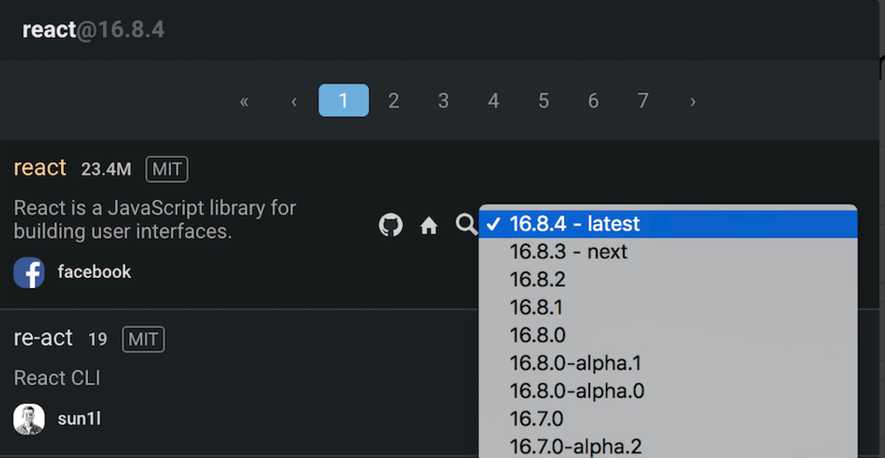 react@16.8.4
« ‹ 1 2 3 4 5 6 7 ›
react 23.4M MIT
React is a JavaScript library for
building user interfaces.
facebook
re-act 19 MIT
React CLI
sun1l
✓ 16.8.4 - latest
16.8.3 - next
16.8.2
16.8.1
16.8.0
16.8.0-alpha.1
16.8.0-alpha.0
16.7.0
16.7.0-alpha.2